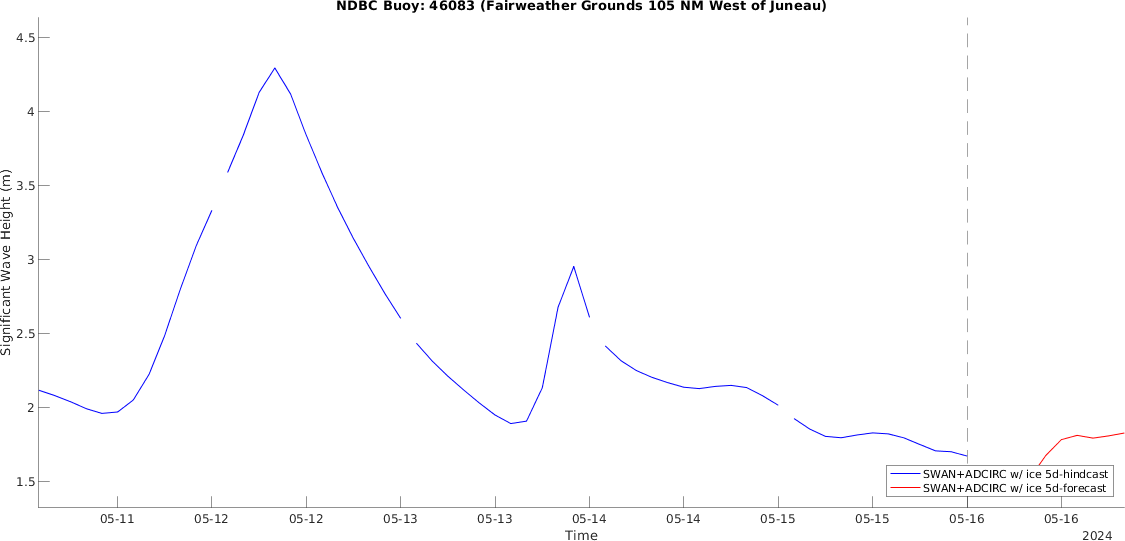 NDBC Buoy: 46083 (Fairweather Grounds 105 NM West of Juneau)
4.5
4
3.5
3
2.5
2
1.5
Significant Wave Height (m)
SWAN+ADCIRC w/ ice 5d-hindcast
SWAN+ADCIRC w/ ice 5d-forecast
05-11 05-12 05-12 05-13 05-13 05-14 05-14 05-15 05-15 05-16 05-16
Time
2024